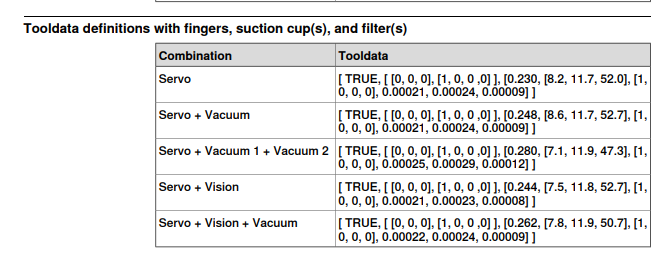 Tooldata definitions with fingers, suction cup(s), and filter(s)
Combination Tooldata
Servo [ TRUE, [ [0, 0, 0], [1, 0, 0 ,0] ], [0.230, [8.2, 11.7, 52.0], [1,
0, 0, 0], 0.00021, 0.00024, 0.00009] ]
Servo + Vacuum [ TRUE, [ [0, 0, 0], [1, 0, 0 ,0] ], [0.248, [8.6, 11.7, 52.7], [1,
0, 0, 0], 0.00021, 0.00024, 0.00009] ]
Servo + Vacuum 1 + Vacuum 2 [ TRUE, [ [0, 0, 0], [1, 0, 0 ,0] ], [0.280, [7.1, 11.9, 47.3], [1,
0, 0, 0], 0.00025, 0.00029, 0.00012] ]
Servo + Vision [ TRUE, [ [0, 0, 0], [1, 0, 0 ,0] ], [0.244, [7.5, 11.8, 52.7], [1,
0, 0, 0], 0.00021, 0.00023, 0.00008] ]
Servo + Vision + Vacuum [ TRUE, [ [0, 0, 0], [1, 0, 0 ,0] ], [0.262, [7.8, 11.9, 50.7], [1,
0, 0, 0], 0.00022, 0.00024, 0.00009] ]